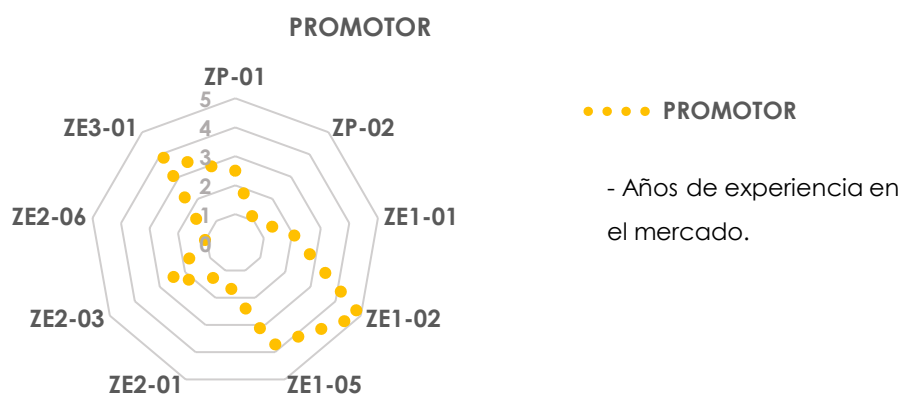 PROMOTOR
ZP-01
ZP-02
ZE1-01
ZE1-02
ZE1-05
ZE2-01
ZE2-03
ZE2-06
ZE3-01
5
4
3
2
1
0
PROMOTOR
- Años de experiencia en
el mercado.